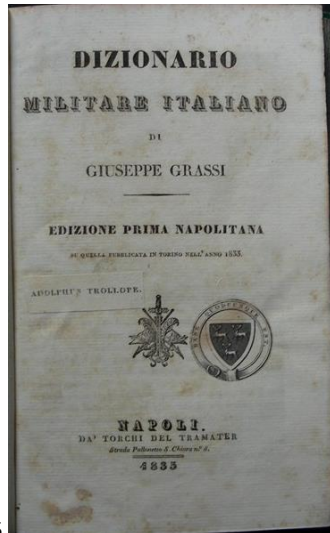 DIZIONARIO
MILITARE ITALIANO
DI
GIUSEPPE GRASSI
EDIZIONE PRIMA NAPOLITANA
SU QUELLA PUBBLICATA IN TORINO NELL'ANNO 1833.
ADOLPHUS TROLLOPE.
NAPOLI.
DA' TORCHI DEL TRAMATER
Strada Pallonetto S. Chiara n.º 6.
1835